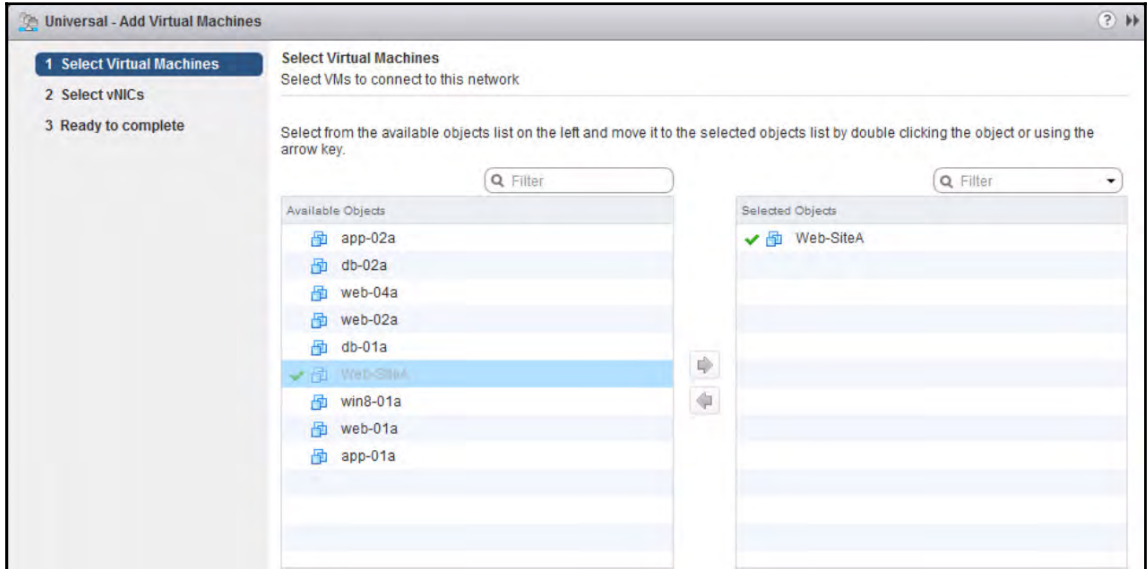 Universal - Add Virtual Machines
?
1 Select Virtual Machines
2 Select vNICs
3 Ready to complete
Select Virtual Machines
Select VMs to connect to this network
Select from the available objects list on the left and move it to the selected objects list by double clicking the object or using the
arrow key.
Filter
Available Objects
app-02a
db-02a
web-04a
web-02a
db-01a
Web-SiteA
win8-01a
web-01a
app-01a
Filter
Selected Objects
Web-SiteA